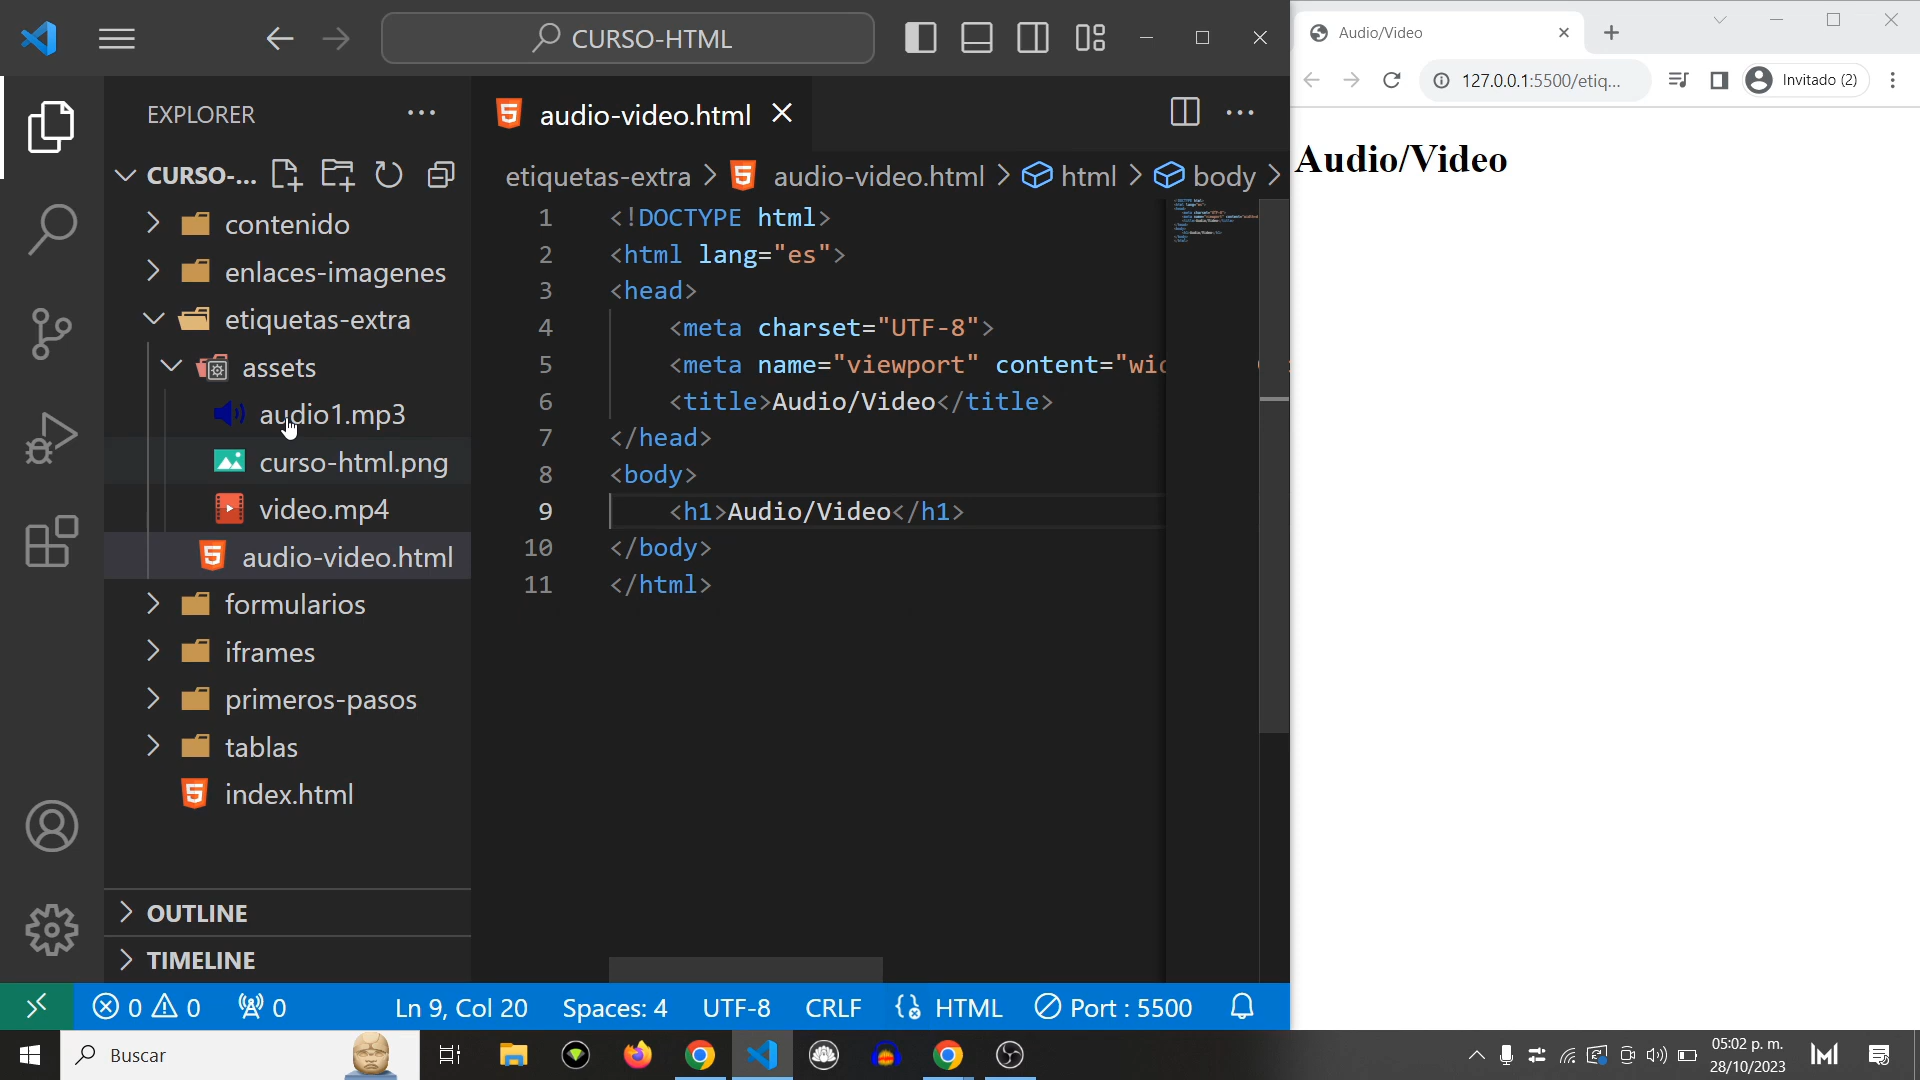 CURSO-HTML
EXPLORER
CURSO-...
contenido
enlaces-imagenes
etiquetas-extra
assets
audio1.mp3
curso-html.png
video.mp4
audio-video.html
formularios
iframes
primeros-pasos
tablas
index.html
OUTLINE
TIMELINE
audio-video.html
etiquetas-extra > audio-video.html > html > body >
1 <!DOCTYPE html>
2 <html lang="es">
3 <head>
4 <meta charset="UTF-8">
5 <meta name="viewport" content="wid
6 <title>Audio/Video</title>
7 </head>
8 <body>
9 <h1>Audio/Video</h1>
10 </body>
11 </html>
0 0 0 Ln 9, Col 20 Spaces: 4 UTF-8 CRLF HTML Port : 5500
Audio/Video
127.0.0.1:5500/etiq... Invitado (2)
Audio/Video
Buscar
05:02 p. m.
28/10/2023